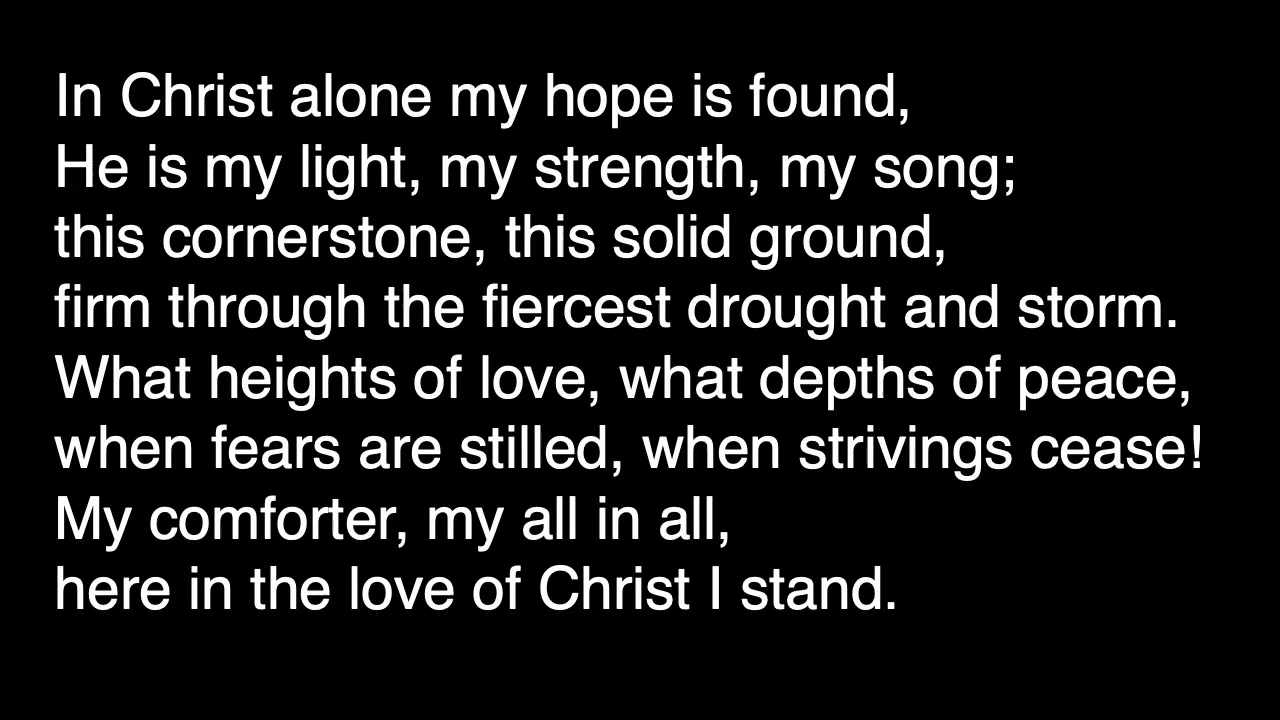 In Christ alone my hope is found,
He is my light, my strength, my song;
this cornerstone, this solid ground,
firm through the fiercest drought and storm.
What heights of love, what depths of peace,
when fears are stilled, when strivings cease!
My comforter, my all in all,
here in the love of Christ I stand.